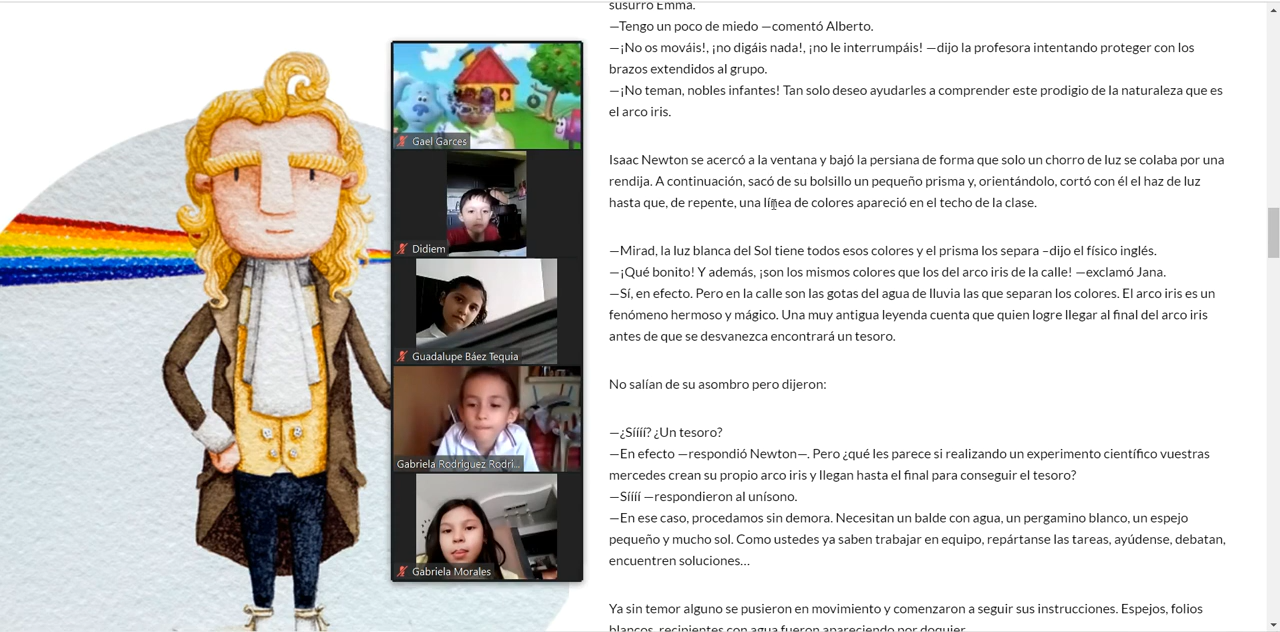 susurró Emma.
—Tengo un poco de miedo —comentó Alberto.
—¡No os mováis!, ¡no digáis nada!, ¡no le interrumpáis! —dijo la profesora intentando proteger con los
brazos extendidos al grupo.
—¡No teman, nobles infantes! Tan solo deseo ayudarles a comprender este prodigio de la naturaleza que es
el arco iris.
Isaac Newton se acercó a la ventana y bajó la persiana de forma que solo un chorro de luz se colaba por una
rendija. A continuación, sacó de su bolsillo un pequeño prisma y, orientándolo, cortó con él el haz de luz
hasta que, de repente, una línea de colores apareció en el techo de la clase.
—Mirad, la luz blanca del Sol tiene todos esos colores y el prisma los separa –dijo el físico inglés.
—¡Qué bonito! Y además, ¡son los mismos colores que los del arco iris de la calle! —exclamó Jana.
—Sí, en efecto. Pero en la calle son las gotas del agua de lluvia las que separan los colores. El arco iris es un
fenómeno hermoso y mágico. Una muy antigua leyenda cuenta que quien logre llegar al final del arco iris
antes de que se desvanezca encontrará un tesoro.
No salían de su asombro pero dijeron:
—¿Síííí? ¿Un tesoro?
—En efecto —respondió Newton—. Pero ¿qué les parece si realizando un experimento científico vuestras
mercedes crean su propio arco iris y llegan hasta el final para conseguir el tesoro?
—Síííí —respondieron al unísono.
—En ese caso, procedamos sin demora. Necesitan un balde con agua, un pergamino blanco, un espejo
pequeño y mucho sol. Como ustedes ya saben trabajar en equipo, repártanse las tareas, ayúdense, debatan,
encuentren soluciones…
Ya sin temor alguno se pusieron en movimiento y comenzaron a seguir sus instrucciones. Espejos, folios
blancos, recipientes con agua fueron apareciendo por doquier.
Gael Garces
Didiem
Guadalupe Báez Tequia
Gabriela Rodríguez Rodrí...
Gabriela Morales